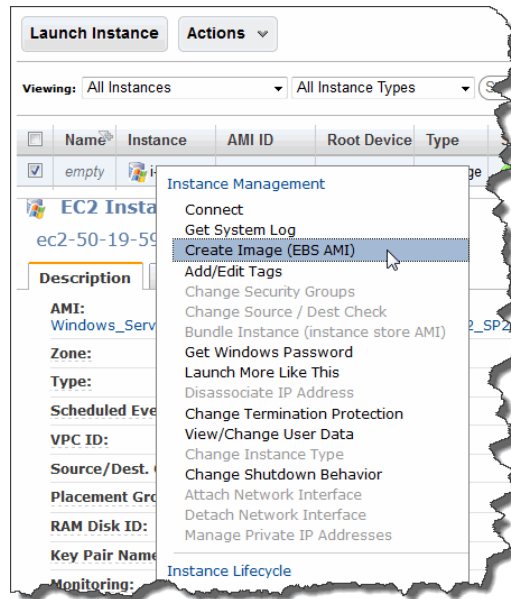 Launch Instance Actions
Viewing: All Instances All Instance Types
Name Instance AMI ID Root Device Type
empty
EC2 Insta
ec2-50-19-59
Description
AMI:
Windows_Serv
Zone:
Type:
Scheduled Eve
VPC ID:
Source/Dest.
Placement Gro
RAM Disk ID:
Key Pair Name
Monitoring:
Instance Management
Connect
Get System Log
Create Image (EBS AMI)
Add/Edit Tags
Change Security Groups
Change Source / Dest Check
Bundle Instance (instance store AMI)
Get Windows Password
Launch More Like This
Disassociate IP Address
Change Termination Protection
View/Change User Data
Change Instance Type
Change Shutdown Behavior
Attach Network Interface
Detach Network Interface
Manage Private IP Addresses
Instance Lifecycle